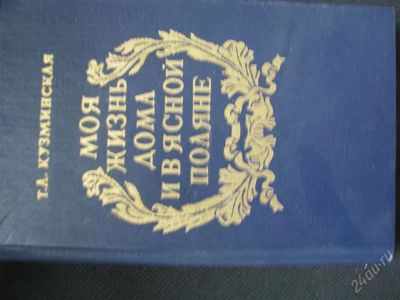 Т.А. КУЗМИНСКАЯ
МОЯ
ЖИЗНЬ
ДОМА
И В ЯСНОЙ
ПОЛЯНЕ
24au.ru